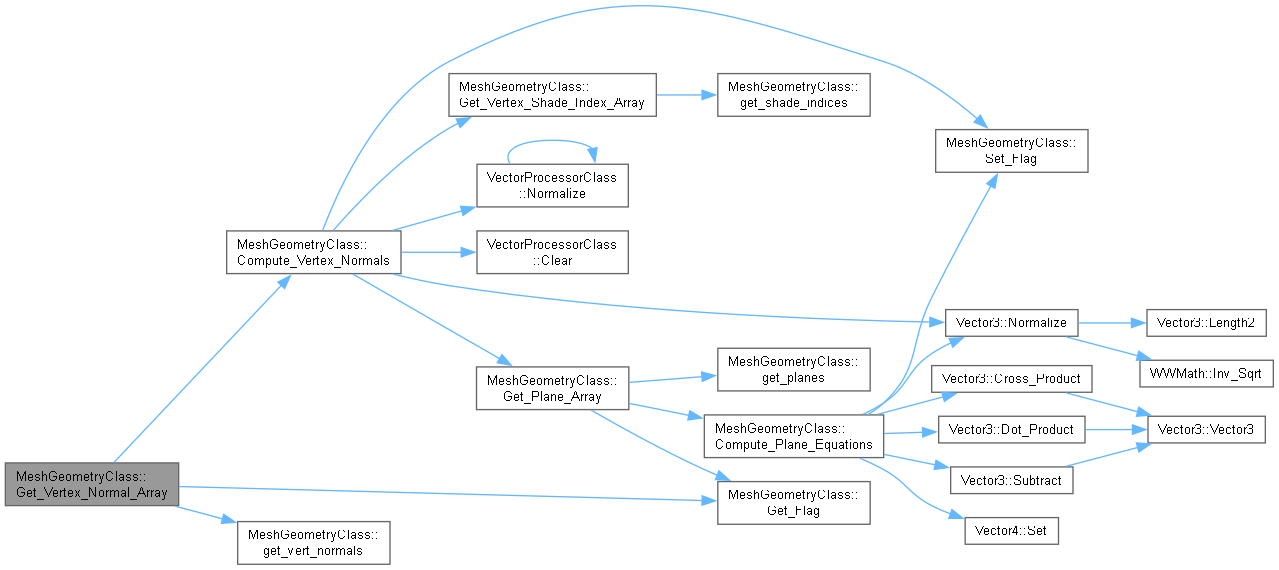 MeshGeometryClass::
Get_Vertex_Shade_Index_Array
MeshGeometryClass::
get_shade_indices
MeshGeometryClass::
Set_Flag
VectorProcessorClass
::Normalize
MeshGeometryClass::
Compute_Vertex_Normals
VectorProcessorClass
::Clear
Vector3::Normalize
Vector3::Length2
MeshGeometryClass::
get_planes
WWMath::Inv_Sqrt
MeshGeometryClass::
Get_Plane_Array
Vector3::Cross_Product
MeshGeometryClass::
Compute_Plane_Equations
Vector3::Dot_Product
Vector3::Vector3
MeshGeometryClass::
Get_Vertex_Normal_Array
Vector3::Subtract
MeshGeometryClass::
Get_Flag
Vector4::Set
MeshGeometryClass::
get_vert_normals